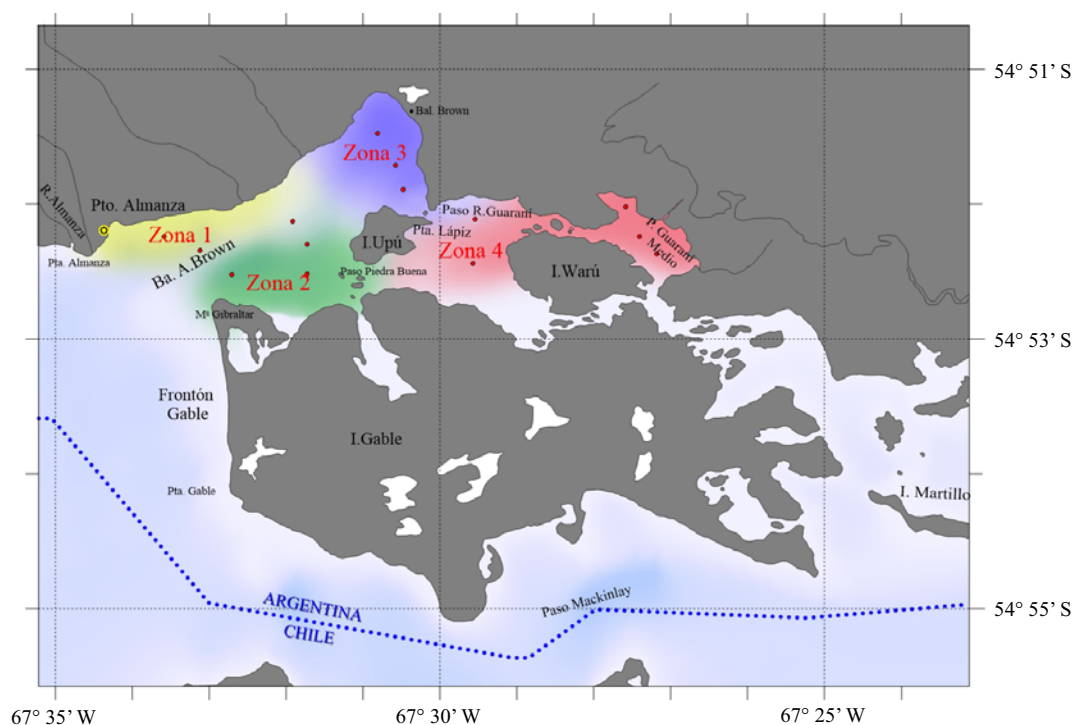 54° 51’ S
Bal. Brown
Zona 3
R.Almanza
Pto. Almanza
Paso R.Guaraní
Pta. Lápiz
P. Guaraní
Medio
Zona 1
Ba. A.Brown
I.Upú
Zona 4
Pta. Almanza
Paso Piedra Buena
I.Warú
Zona 2
Mª Gibraltar
54° 53’ S
Frontón
Gable
I.Gable
Pta. Gable
I. Martillo
Paso Mackinlay
ARGENTINA
CHILE
54° 55’ S
67° 35’ W
67° 30’ W
67° 25’ W